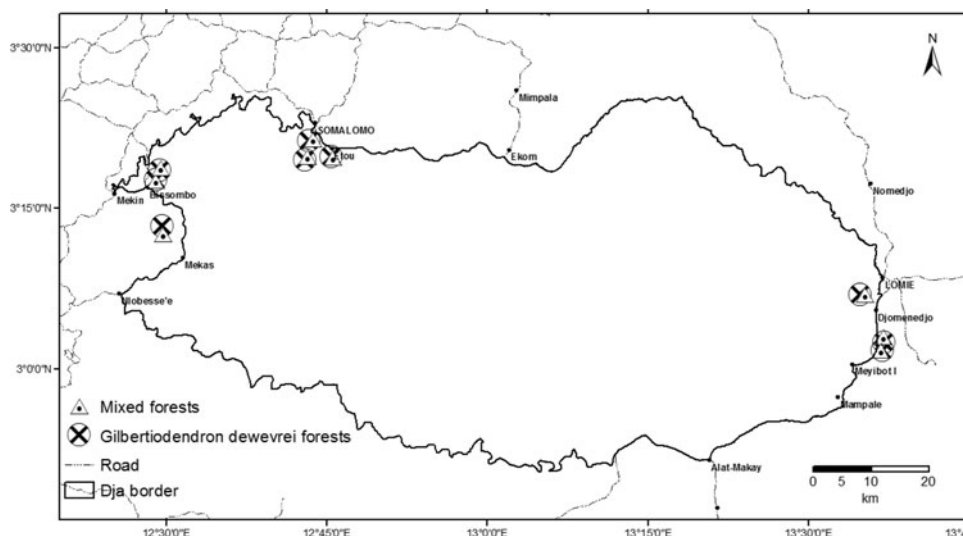 3°30'0"N
N
Mimpala
SOMALOMO
Etou
Ekom
Bissombo
Mekin
Nomedjo
3°15'0"N
Mekas
LOMIE
Djomenedjo
3°0'0"N
Meyibot I
Mampale
Alat-Makay
Mixed forests
Gilbertiodendron dewevrei forests
Road
Dja border
0 10 20
km
12°30'0"E 12°45'0"E 13°0'0"E 13°15'0"E 13°30'0"E